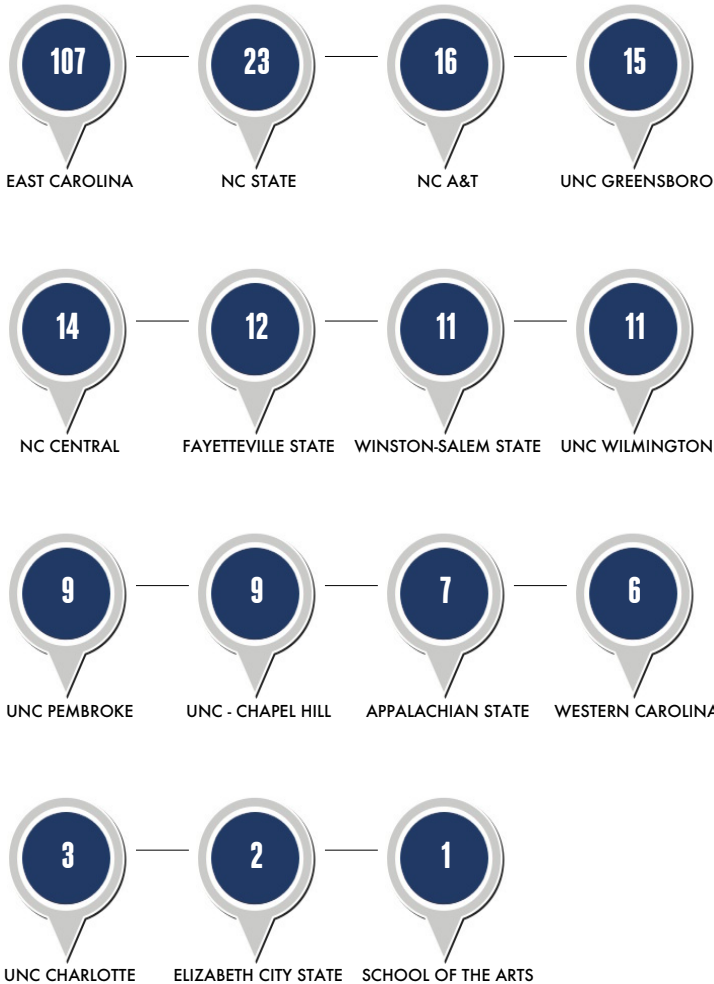 107
23
16
15
EAST CAROLINA
NC STATE
NC A&T
UNC GREENSBORO
14
12
11
11
NC CENTRAL
FAYETTEVILLE STATE
WINSTON-SALEM STATE
UNC WILMINGTON
9
9
7
6
UNC PEMBROKE
UNC - CHAPEL HILL
APPALACHIAN STATE
WESTERN CAROLINA
3
2
1
UNC CHARLOTTE
ELIZABETH CITY STATE
SCHOOL OF THE ARTS